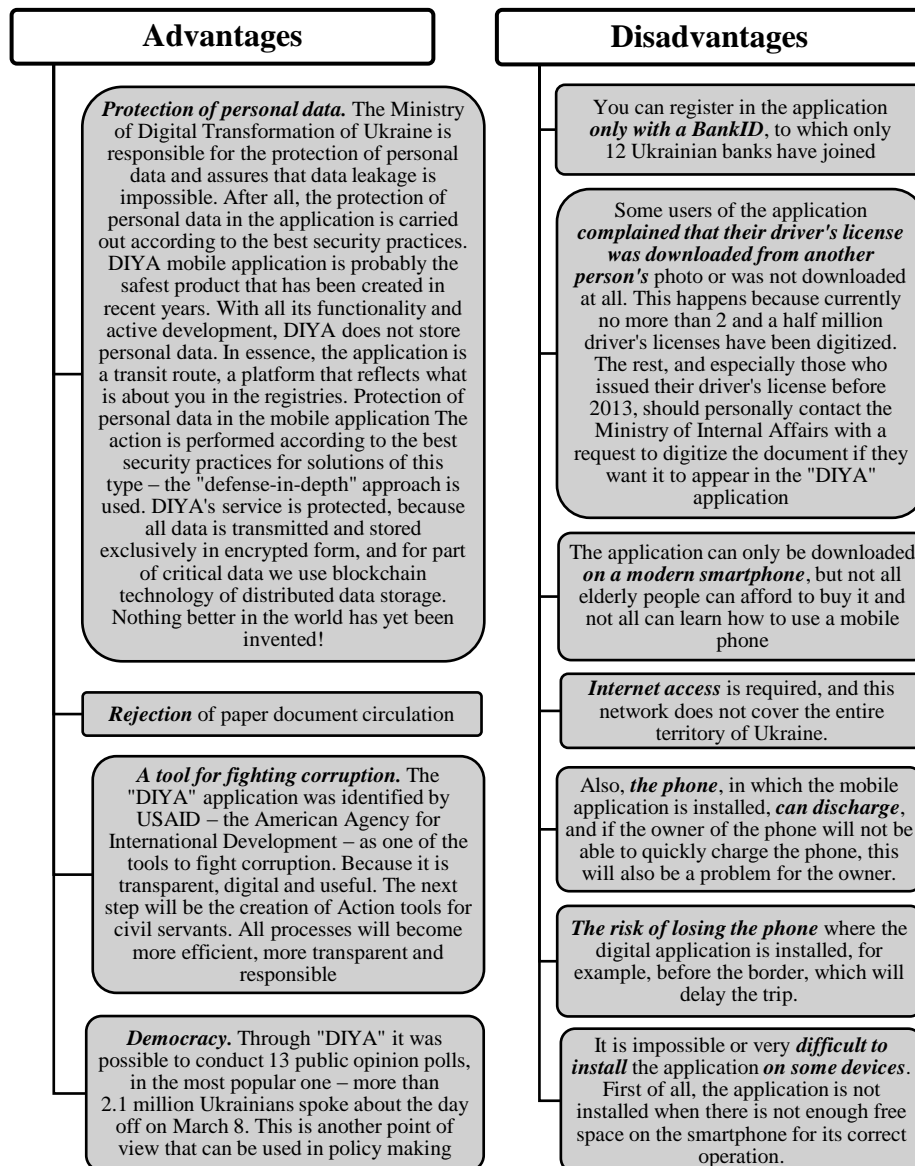 Advantages
Protection of personal data. The Ministry
of Digital Transformation of Ukraine is
responsible for the protection of personal
data and assures that data leakage is
impossible. After all, the protection of
personal data in the application is carried
out according to the best security practices.
DIYA mobile application is probably the
safest product that has been created in
recent years. With all its functionality and
active development, DIYA does not store
personal data. In essence, the application is
a transit route, a platform that reflects what
is about you in the registries. Protection of
personal data in the mobile application The
action is performed according to the best
security practices for solutions of this
type – the "defense-in-depth" approach is
used. DIYA's service is protected, because
all data is transmitted and stored
exclusively in encrypted form, and for part
of critical data we use blockchain
technology of distributed data storage.
Nothing better in the world has yet been
invented!
Rejection of paper document circulation
A tool for fighting corruption. The
"DIYA" application was identified by
USAID – the American Agency for
International Development – as one of the
tools to fight corruption. Because it is
transparent, digital and useful. The next
step will be the creation of Action tools for
civil servants. All processes will become
more efficient, more transparent and
responsible
Democracy. Through "DIYA" it was
possible to conduct 13 public opinion polls,
in the most popular one – more than
2.1 million Ukrainians spoke about the day
off on March 8. This is another point of
view that can be used in policy making
Disadvantages
You can register in the application
only with a BankID, to which only
12 Ukrainian banks have joined
Some users of the application
complained that their driver's license
was downloaded from another
person's photo or was not downloaded
at all. This happens because currently
no more than 2 and a half million
driver's licenses have been digitized.
The rest, and especially those who
issued their driver's license before
2013, should personally contact the
Ministry of Internal Affairs with a
request to digitize the document if they
want it to appear in the "DIYA"
application
The application can only be downloaded
on a modern smartphone, but not all
elderly people can afford to buy it and
not all can learn how to use a mobile
phone
Internet access is required, and this
network does not cover the entire
territory of Ukraine.
Also, the phone, in which the mobile
application is installed, can discharge,
and if the owner of the phone will not be
able to quickly charge the phone, this
will also be a problem for the owner.
The risk of losing the phone where the
digital application is installed, for
example, before the border, which will
delay the trip.
It is impossible or very difficult to
install the application on some devices.
First of all, the application is not
installed when there is not enough free
space on the smartphone for its correct
operation.